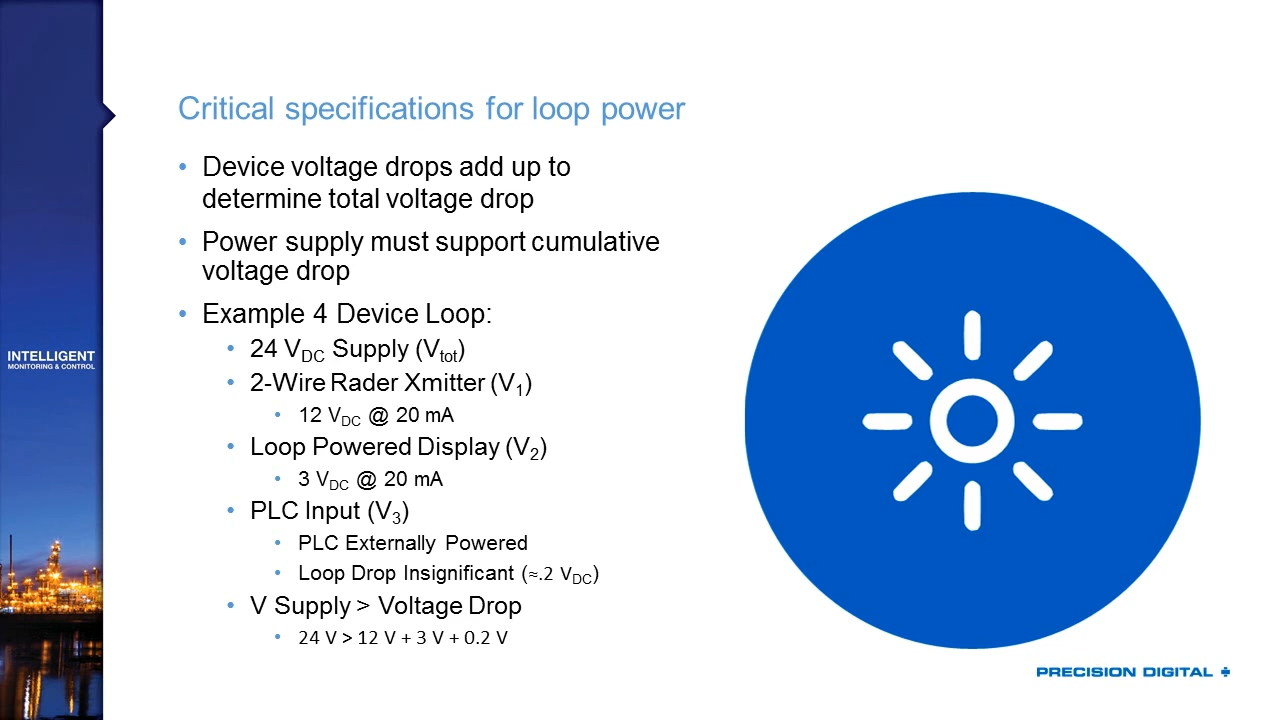 Critical specifications for loop power
• Device voltage drops add up to
determine total voltage drop
• Power supply must support cumulative
voltage drop
• Example 4 Device Loop:
• 24 VDC Supply (Vtot)
• 2-Wire Rader Xmitter (V1)
• 12 VDC @ 20 mA
• Loop Powered Display (V2)
• 3 VDC @ 20 mA
• PLC Input (V3)
• PLC Externally Powered
• Loop Drop Insignificant (≈.2 VDC)
• V Supply > Voltage Drop
• 24 V > 12 V + 3 V + 0.2 V
INTELLIGENT
MONITORING & CONTROL
PRECISION DIGITAL